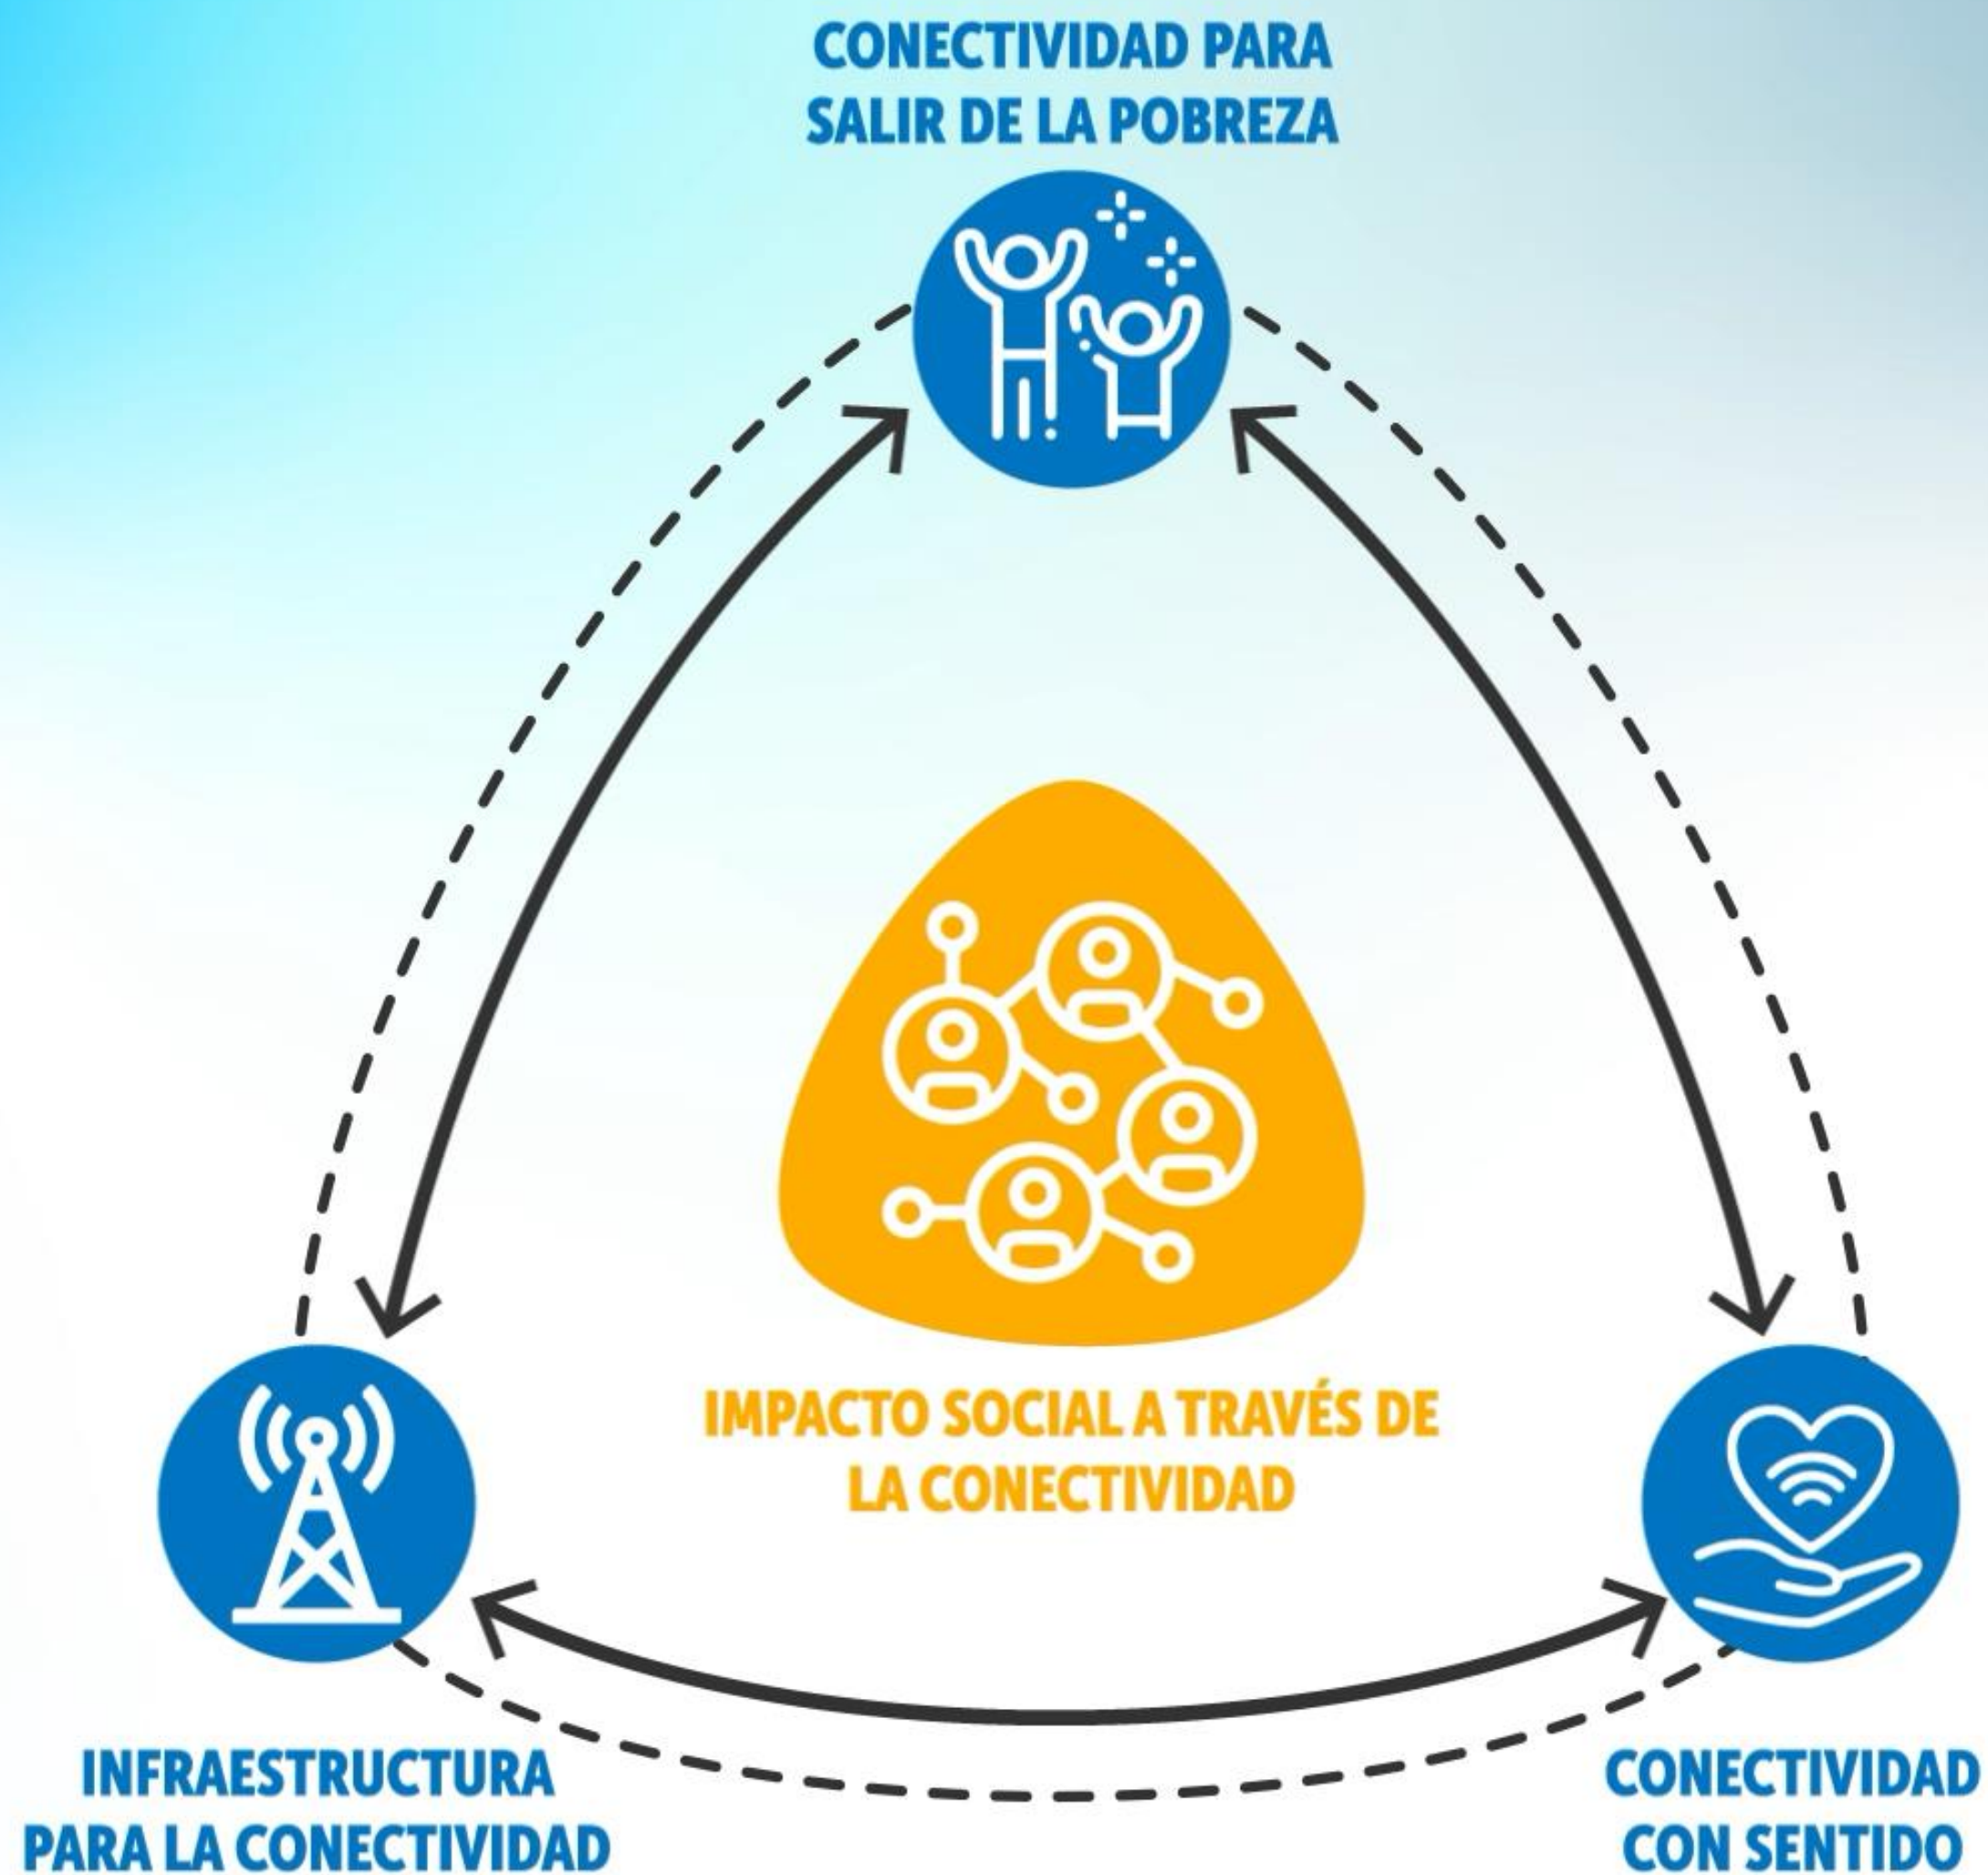 CONECTIVIDAD PARA
SALIR DE LA POBREZA
IMPACTO SOCIAL A TRAVÉS DE
LA CONECTIVIDAD
INFRAESTRUCTURA
PARA LA CONECTIVIDAD
CONECTIVIDAD
CON SENTIDO